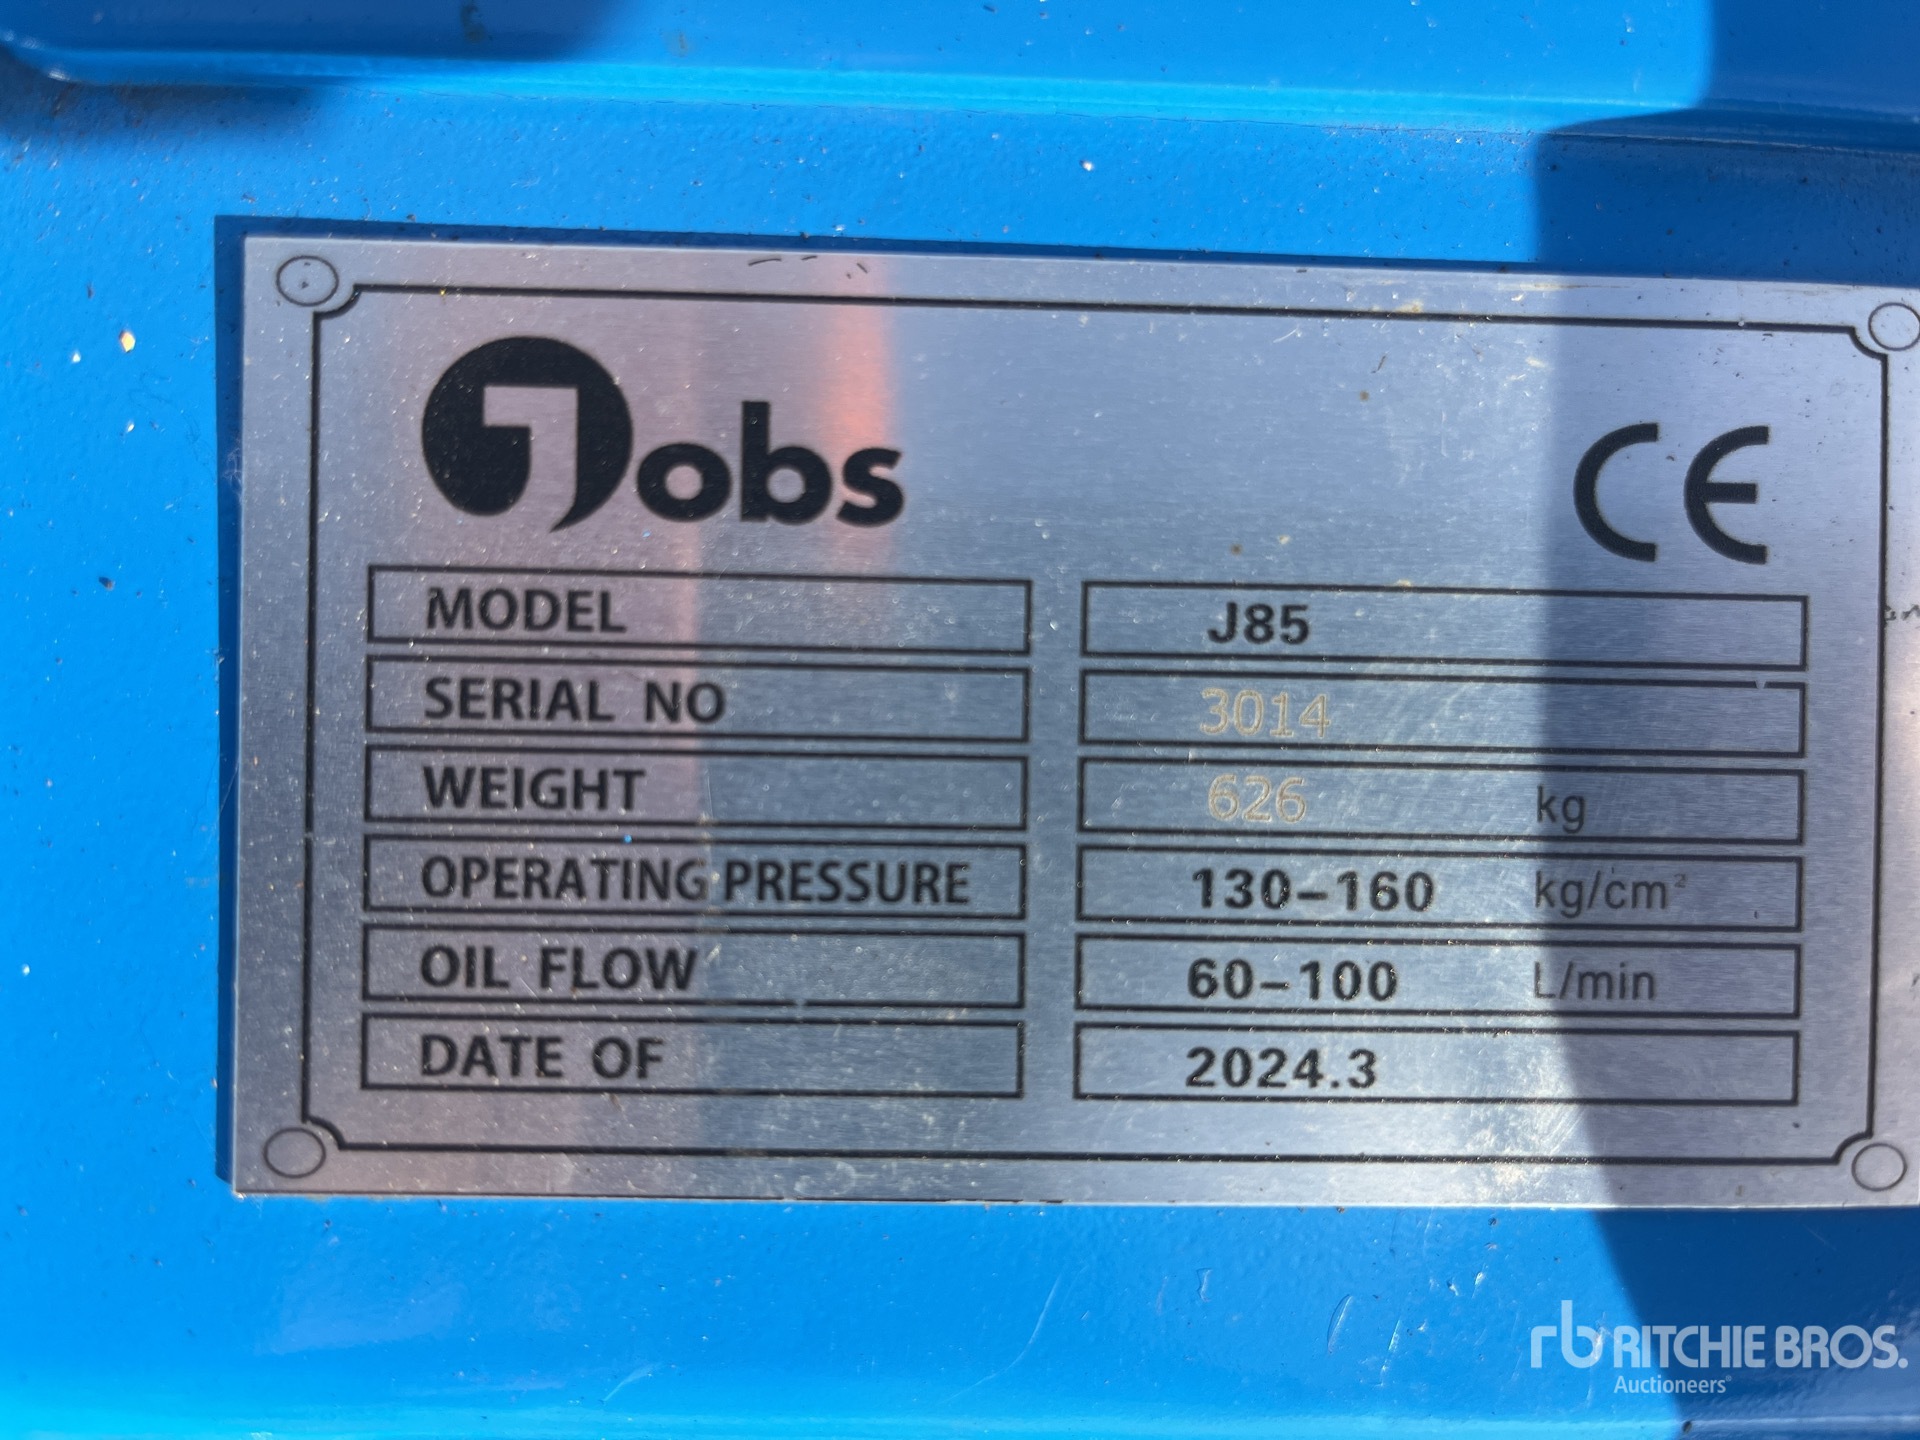 Jobs
CE
MODEL J85
SERIAL NO 3014
WEIGHT 626 kg
OPERATING PRESSURE 130-160 kg/cm²
OIL FLOW 60-100 L/min
DATE OF 2024.3
rb RITCHIE BROS.
Auctioneers